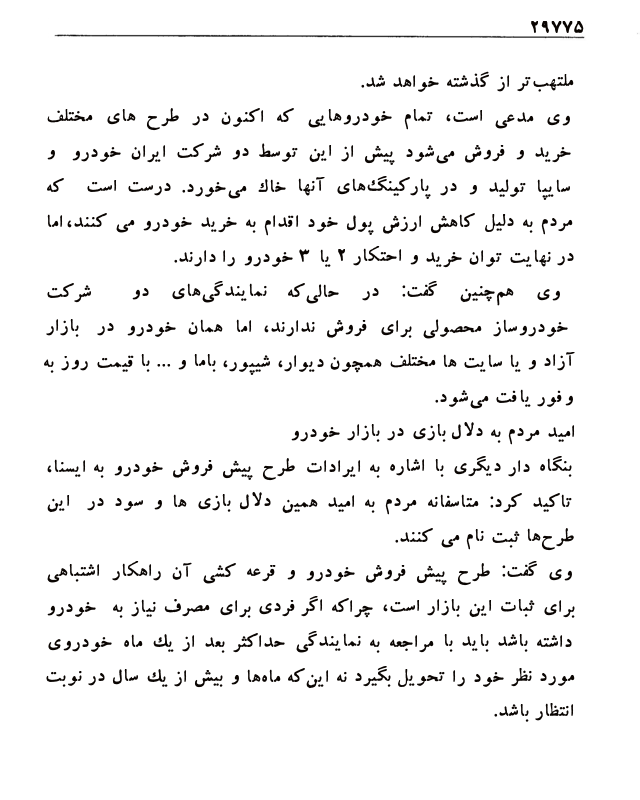 ۲۹۷۷۵
ملتهب‌تر از گذشته خواهد شد.
وی مدعی است، تمام خودروهایی که اکنون در طرح های مختلف
خرید و فروش می‌شود پیش از این توسط دو شرکت ایران خودرو و
سایپا تولید و در پارکینگ‌های آنها خاك می‌خورد. درست است که
مردم به دلیل کاهش ارزش پول خود اقدام به خرید خودرو می کنند،اما
در نهایت توان خرید و احتکار ۲ یا ۳ خودرو را دارند.
وی هم‌چنین گفت: در حالی‌که نمایندگی‌های دو شرکت
خودروساز محصولی برای فروش ندارند، اما همان خودرو در بازار
آزاد و یا سایت ها مختلف همچون دیوار، شیپور، باما و ... با قیمت روز به
وفور یافت می‌شود.
امید مردم به دلال بازی در بازار خودرو
بنگاه دار دیگری با اشاره به ایرادات طرح پیش فروش خودرو به ایسنا،
تاکید کرد: متاسفانه مردم به امید همین دلال بازی ها و سود در این
طرح‌ها ثبت نام می کنند.
وی گفت: طرح پیش فروش خودرو و قرعه کشی آن راهکار اشتباهی
برای ثبات این بازار است، چراکه اگر فردی برای مصرف نیاز به خودرو
داشته باشد باید با مراجعه به نمایندگی حداکثر بعد از يك ماه خودروی
مورد نظر خود را تحویل بگیرد نه این‌که ماه‌ها و بیش از يك سال در نوبت
انتظار باشد.